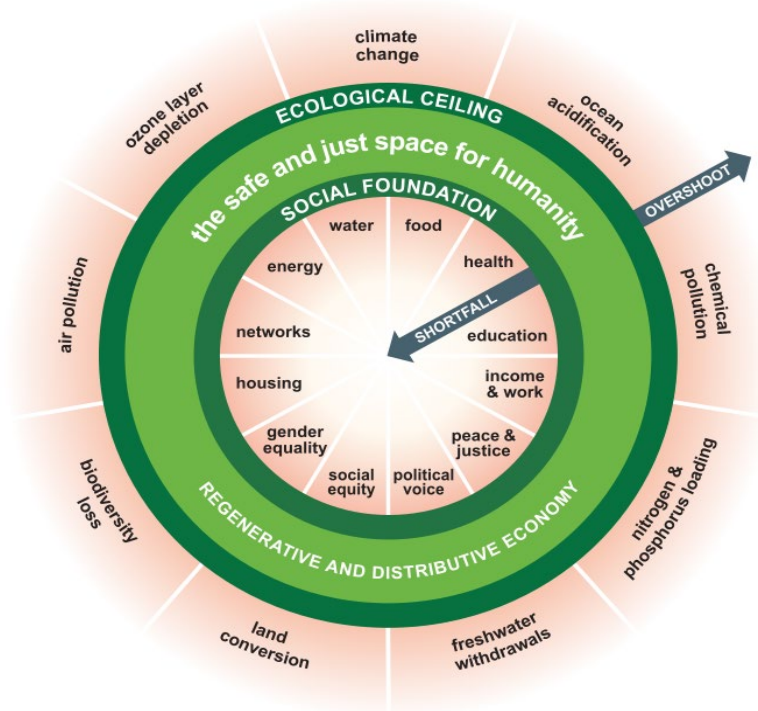 climate
change
ocean
acidification
chemical
pollution
nitrogen &
phosphorus loading
freshwater
withdrawals
land
conversion
biodiversity
loss
air pollution
ozone layer
depletion
OVERSHOOT
ECOLOGICAL CEILING
the safe and just space for humanity
SOCIAL FOUNDATION
water
food
health
SHORTFALL
education
income
& work
peace &
justice
political
voice
social
equity
gender
equality
housing
networks
energy
REGENERATIVE AND DISTRIBUTIVE ECONOMY